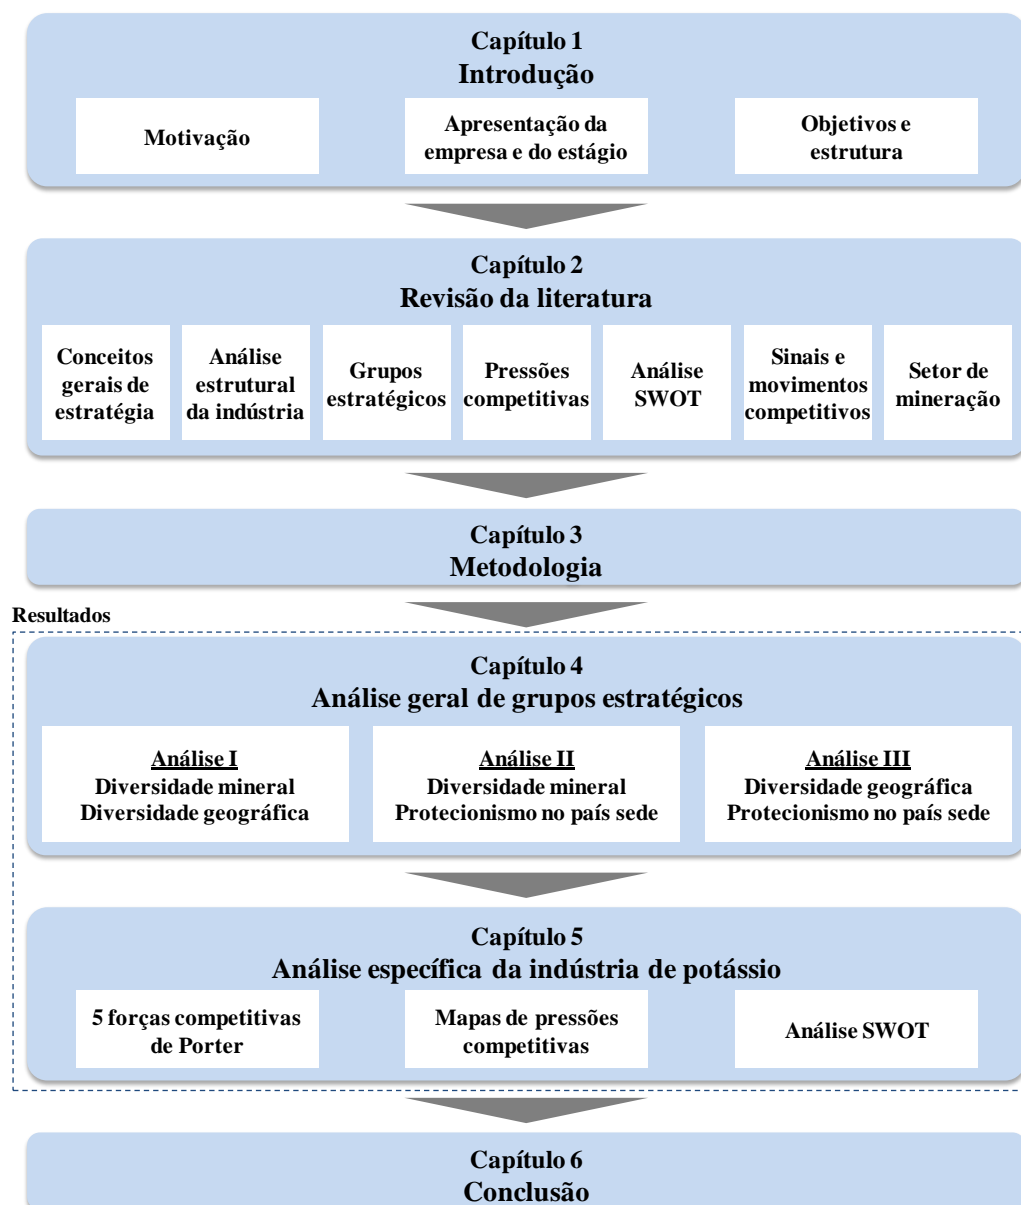 Capítulo 1
Introdução
Motivação
Apresentação da
empresa e do estágio
Objetivos e
estrutura
Capítulo 2
Revisão da literatura
Conceitos
gerais de
estratégia
Análise
estrutural
da indústria
Grupos
estratégicos
Pressões
competitivas
Análise
SWOT
Sinais e
movimentos
competitivos
Setor de
mineração
Capítulo 3
Metodologia
Resultados
Capítulo 4
Análise geral de grupos estratégicos
Análise I
Diversidade mineral
Diversidade geográfica
Análise II
Diversidade mineral
Protecionismo no país sede
Análise III
Diversidade geográfica
Protecionismo no país sede
Capítulo 5
Análise específica da indústria de potássio
5 forças competitivas
de Porter
Mapas de pressões
competitivas
Análise SWOT
Capítulo 6
Conclusão